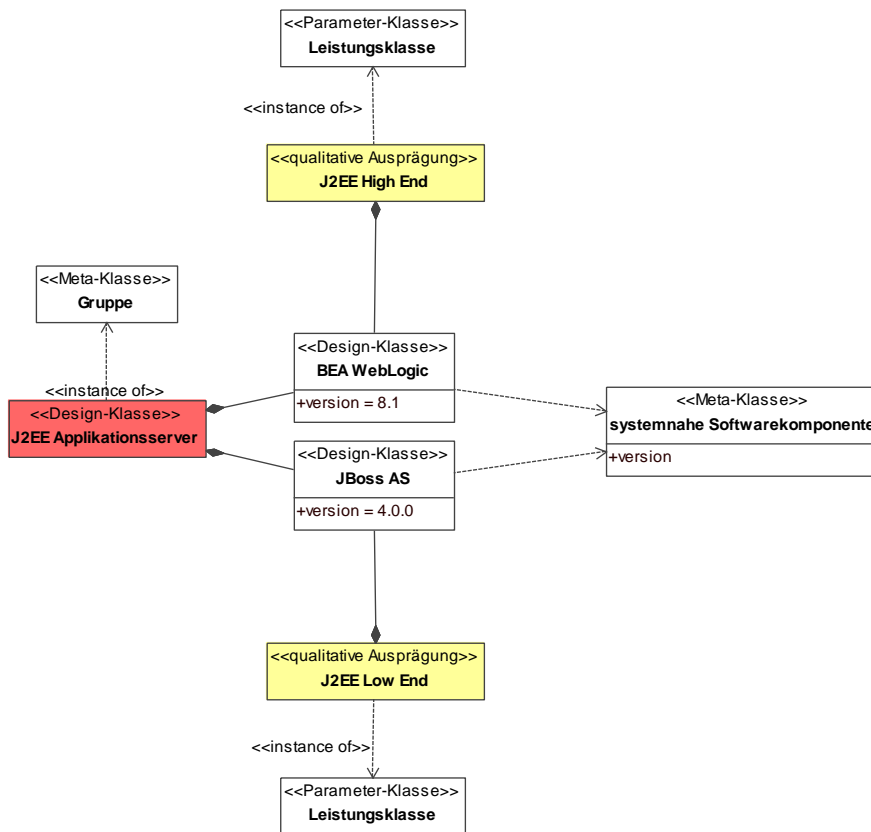 <<Parameter-Klasse>>
Leistungsklasse
<<instance of>>
<<qualitative Ausprägung>>
J2EE High End
<<Meta-Klasse>>
Gruppe
<<instance of>>
<<Design-Klasse>>
J2EE Applikationsserver
<<Design-Klasse>>
BEA WebLogic
+version = 8.1
<<Meta-Klasse>>
systemnahe Softwarekomponente
+version
<<Design-Klasse>>
JBoss AS
+version = 4.0.0
<<qualitative Ausprägung>>
J2EE Low End
<<instance of>>
<<Parameter-Klasse>>
Leistungsklasse